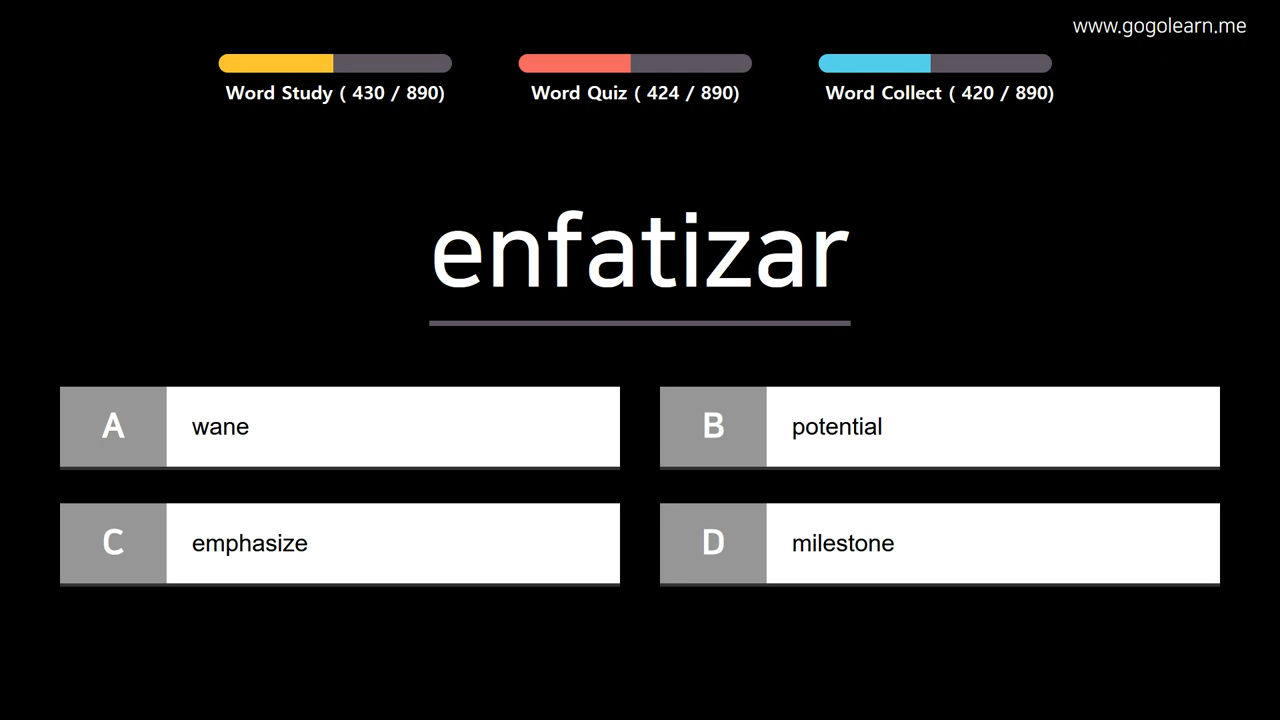 www.gogolearn.me
Word Study ( 430 / 890)
Word Quiz ( 424 / 890)
Word Collect ( 420 / 890)
enfatizar
A wane
B potential
C emphasize
D milestone